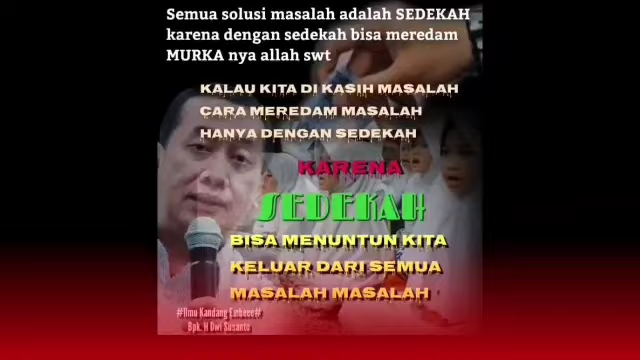 Semua solusi masalah adalah SEDEKAH
karena dengan sedekah bisa meredam
MURKA nya allah swt
KALAU KITA DI KASIH MASALAH
CARA MEREDAM MASALAH
HANYA DENGAN SEDEKAH
KARENA
SEDEKAH
BISA MENUNTUN KITA
KELUAR DARI SEMUA
MASALAH MASALAH
#Ilmu Kandang Embeee#
Bpk. H Dwi Susanto